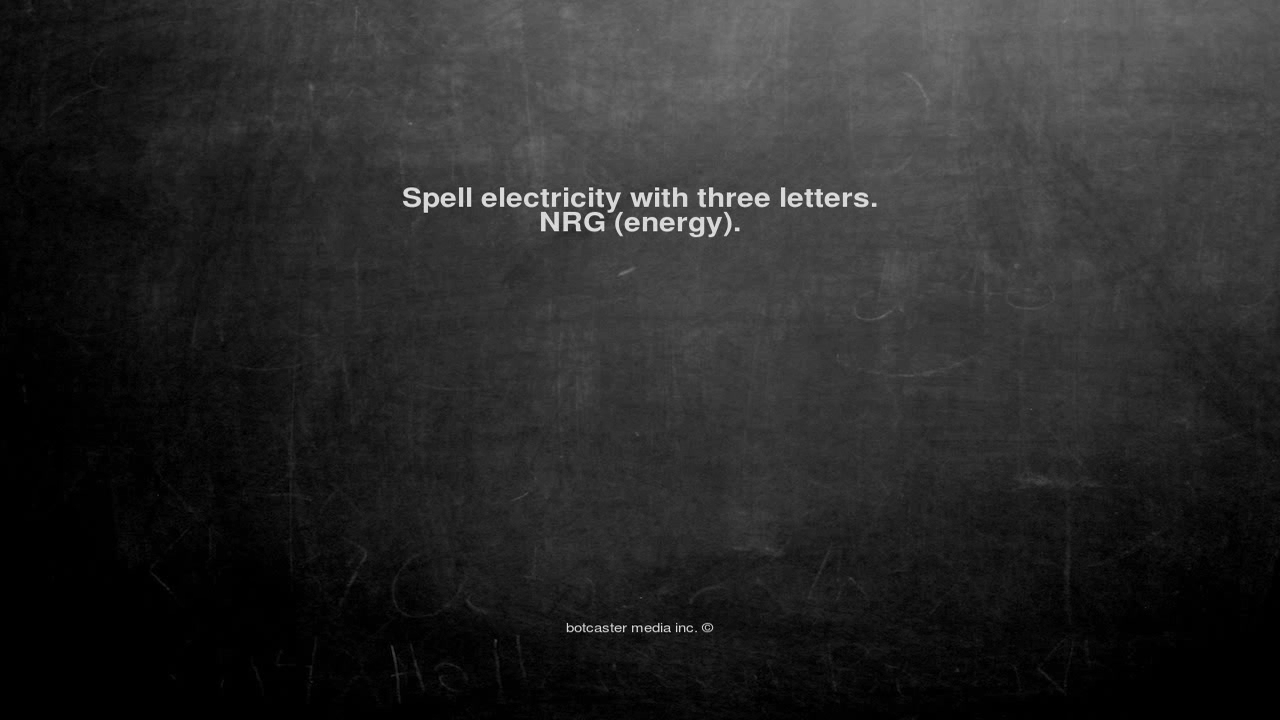 Spell electricity with three letters.
NRG (energy).
botcaster media inc. ©